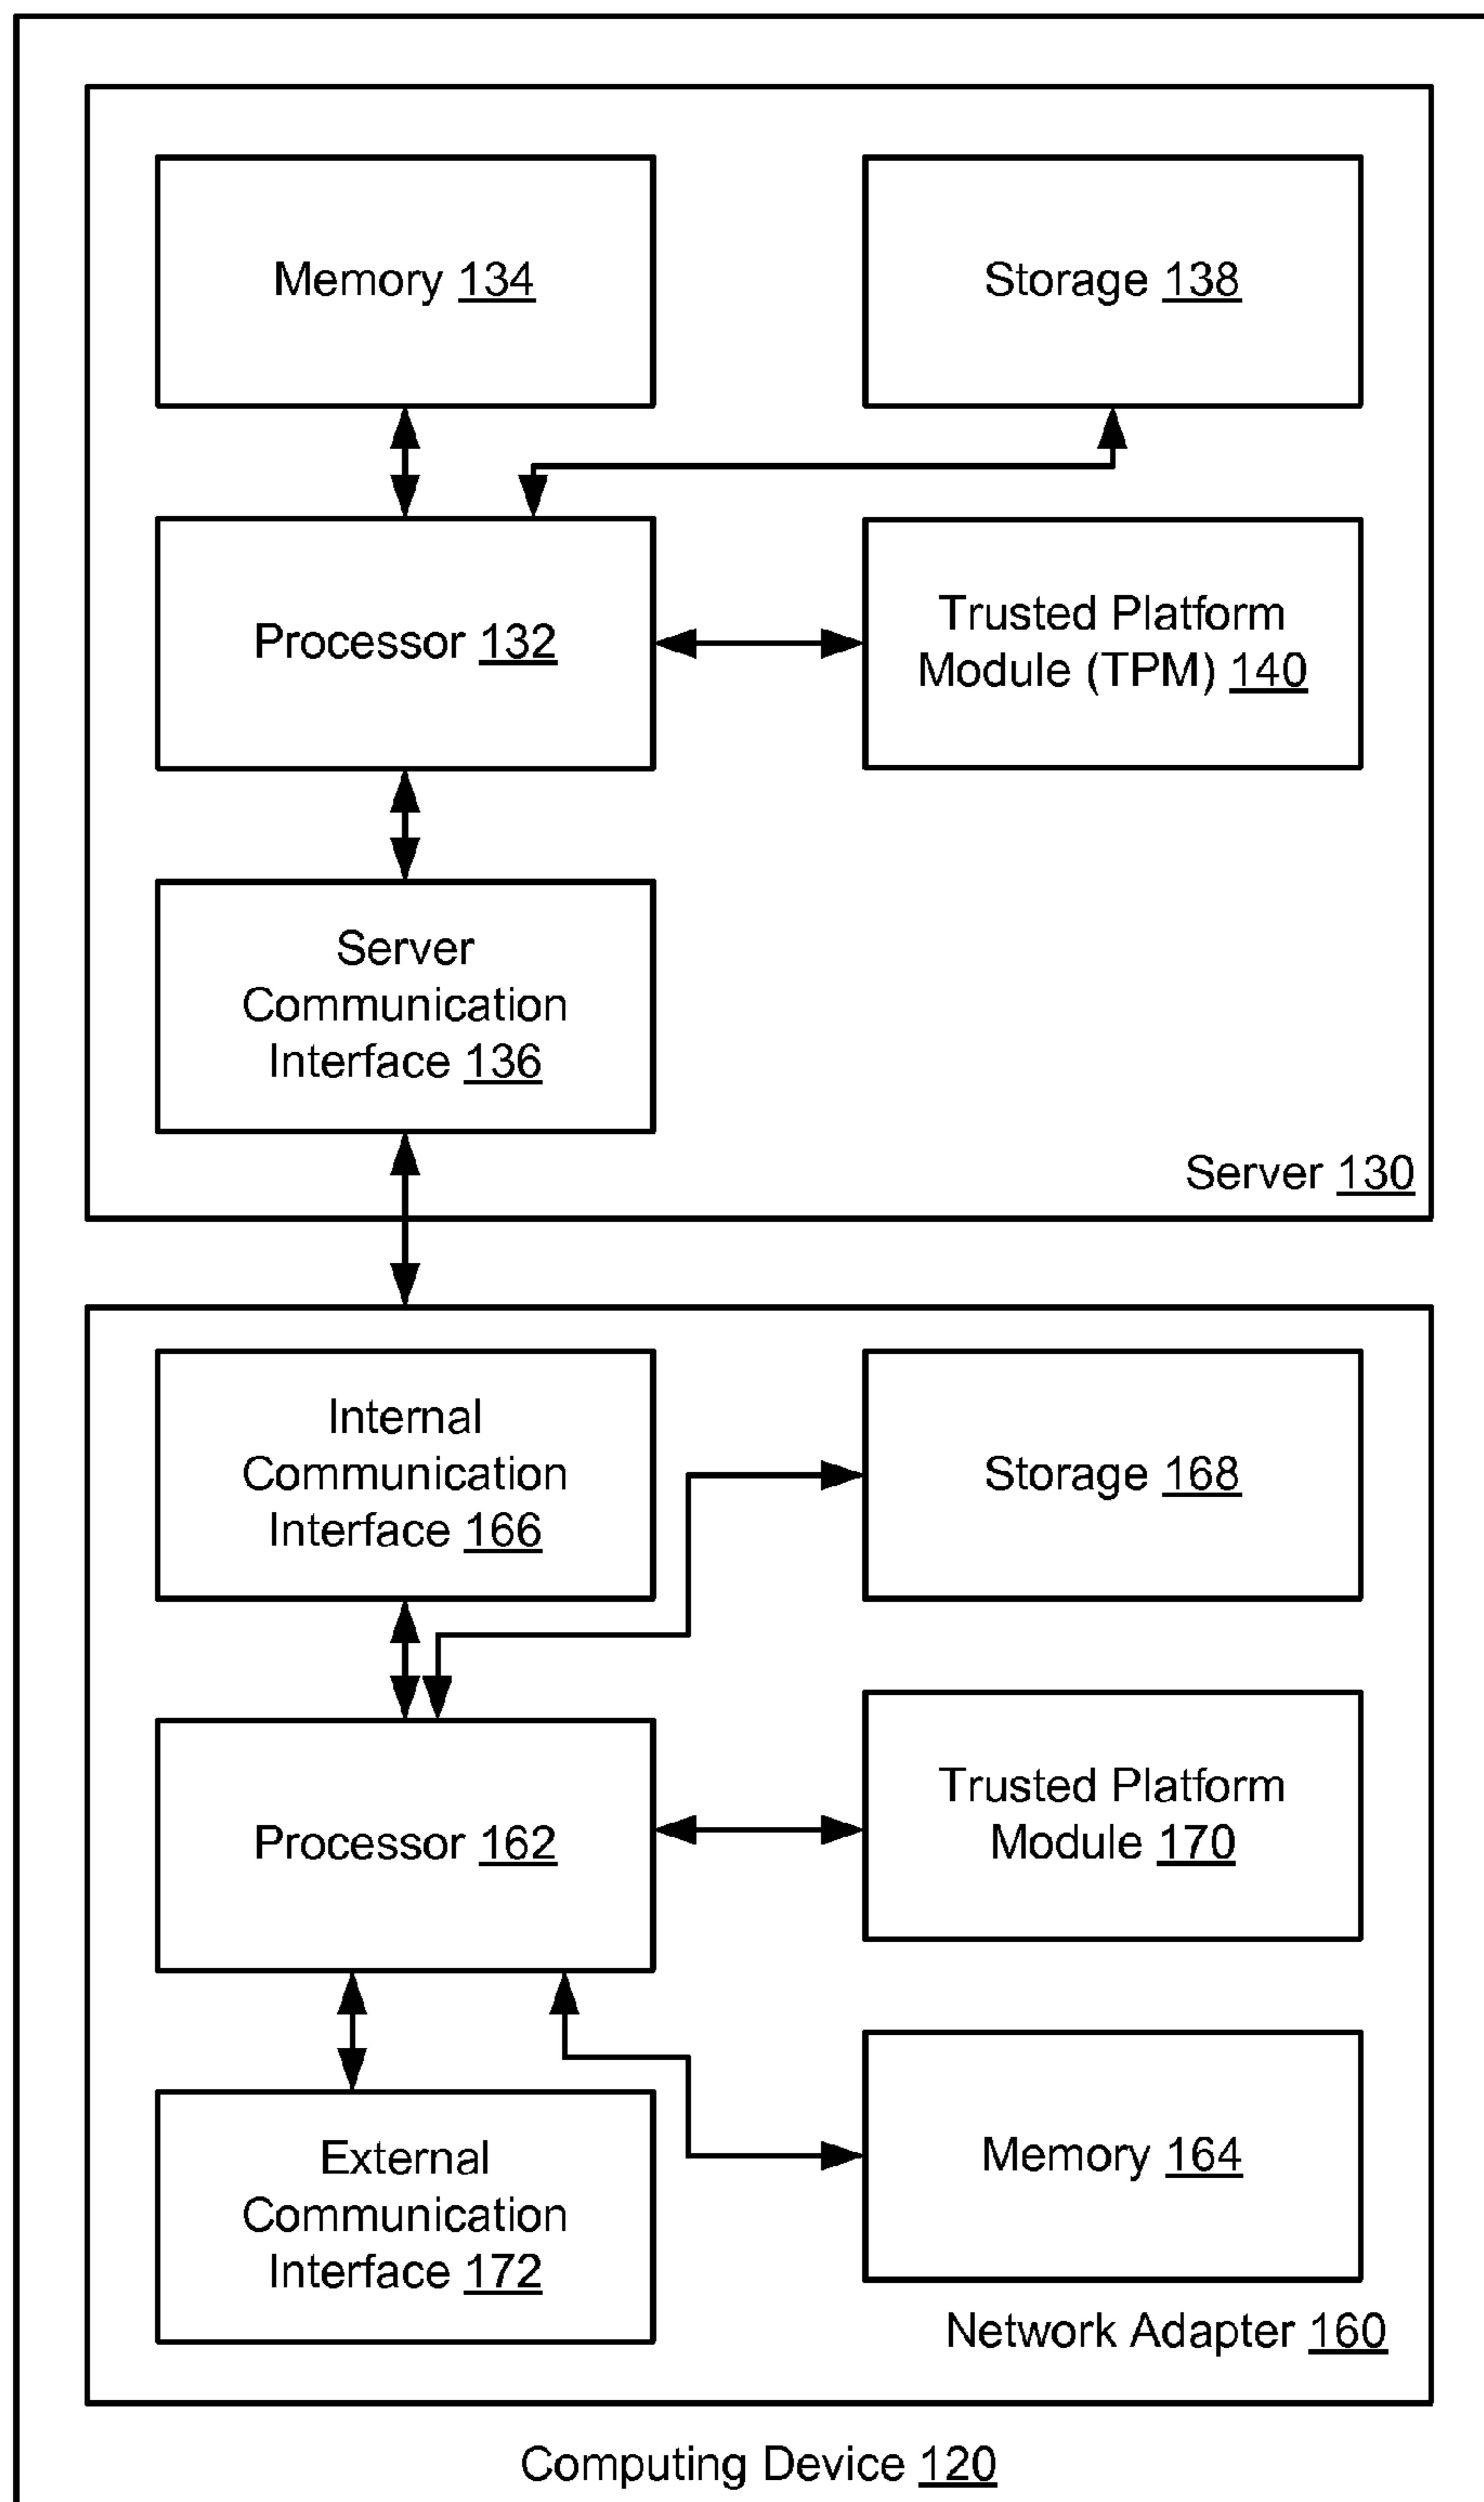 Memory 134
Storage 138
Processor 132
Trusted Platform
Module (TPM) 140
Server
Communication
Interface 136
Server 130
Internal
Communication
Interface 166
Storage 168
Processor 162
Trusted Platform
Module 170
External
Communication
Interface 172
Memory 164
Network Adapter 160
Computing Device 120